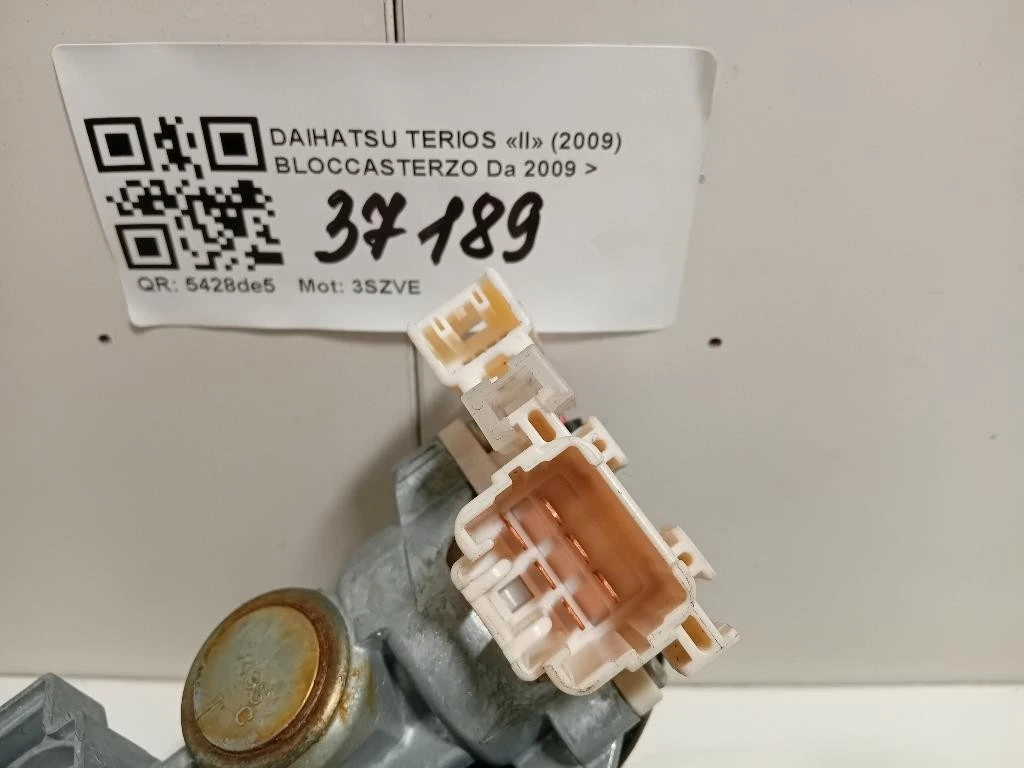 DAIHATSU TERIOS «II» (2009)
BLOCCASTERZO Da 2009 >
37189
QR: 5428de5 Mot: 3SZVE